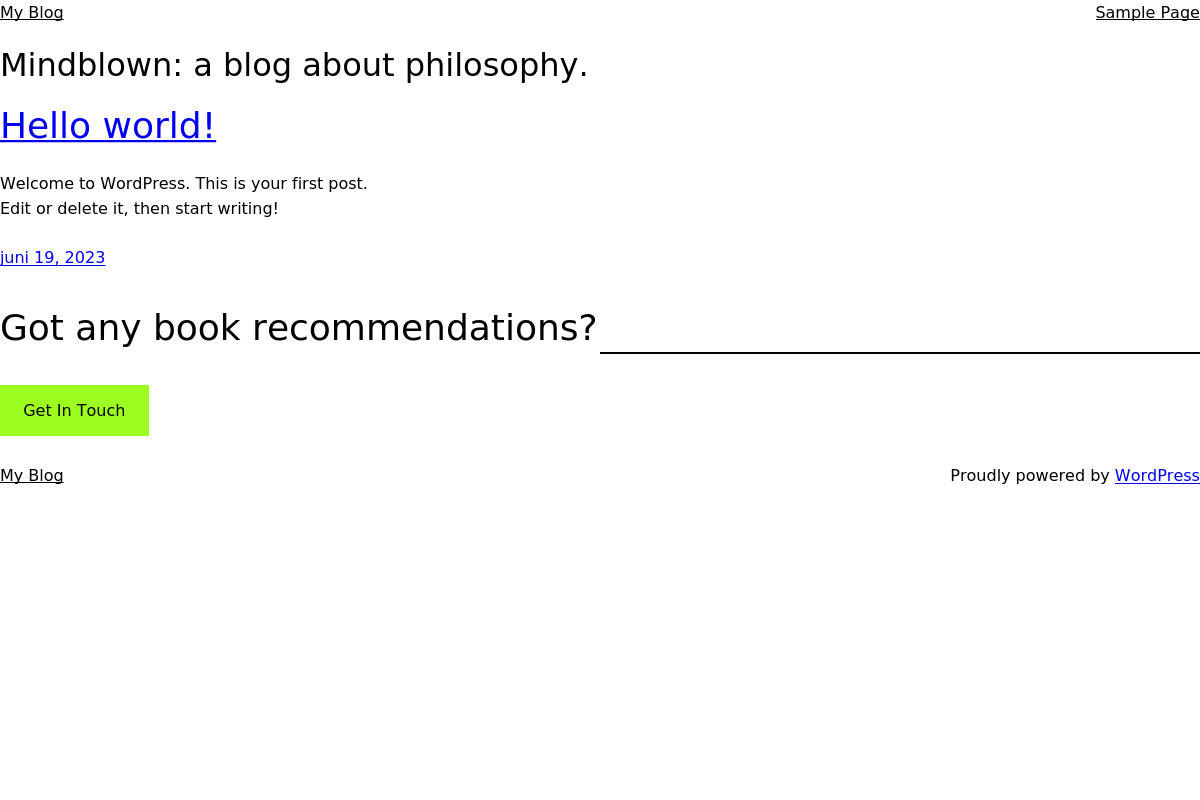 My Blog
Sample Page
Mindblown: a blog about philosophy.
Hello world!
Welcome to WordPress. This is your first post.
Edit or delete it, then start writing!
juni 19, 2023
Got any book recommendations?
Get In Touch
My Blog
Proudly powered by WordPress